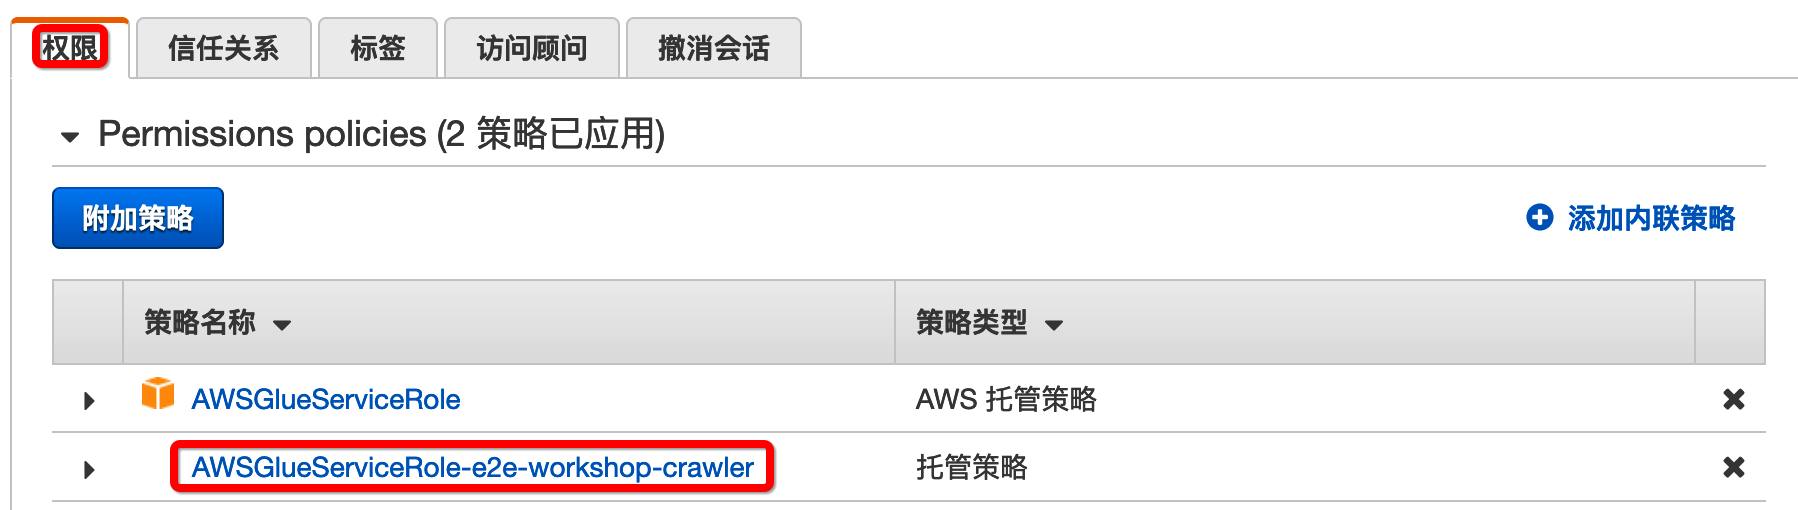 权限 信任关系 标签 访问顾问 撤消会话
Permissions policies (2 策略已应用)
附加策略 添加内联策略
策略名称 策略类型
AWSGlueServiceRole AWS 托管策略
AWSGlueServiceRole-e2e-workshop-crawler 托管策略